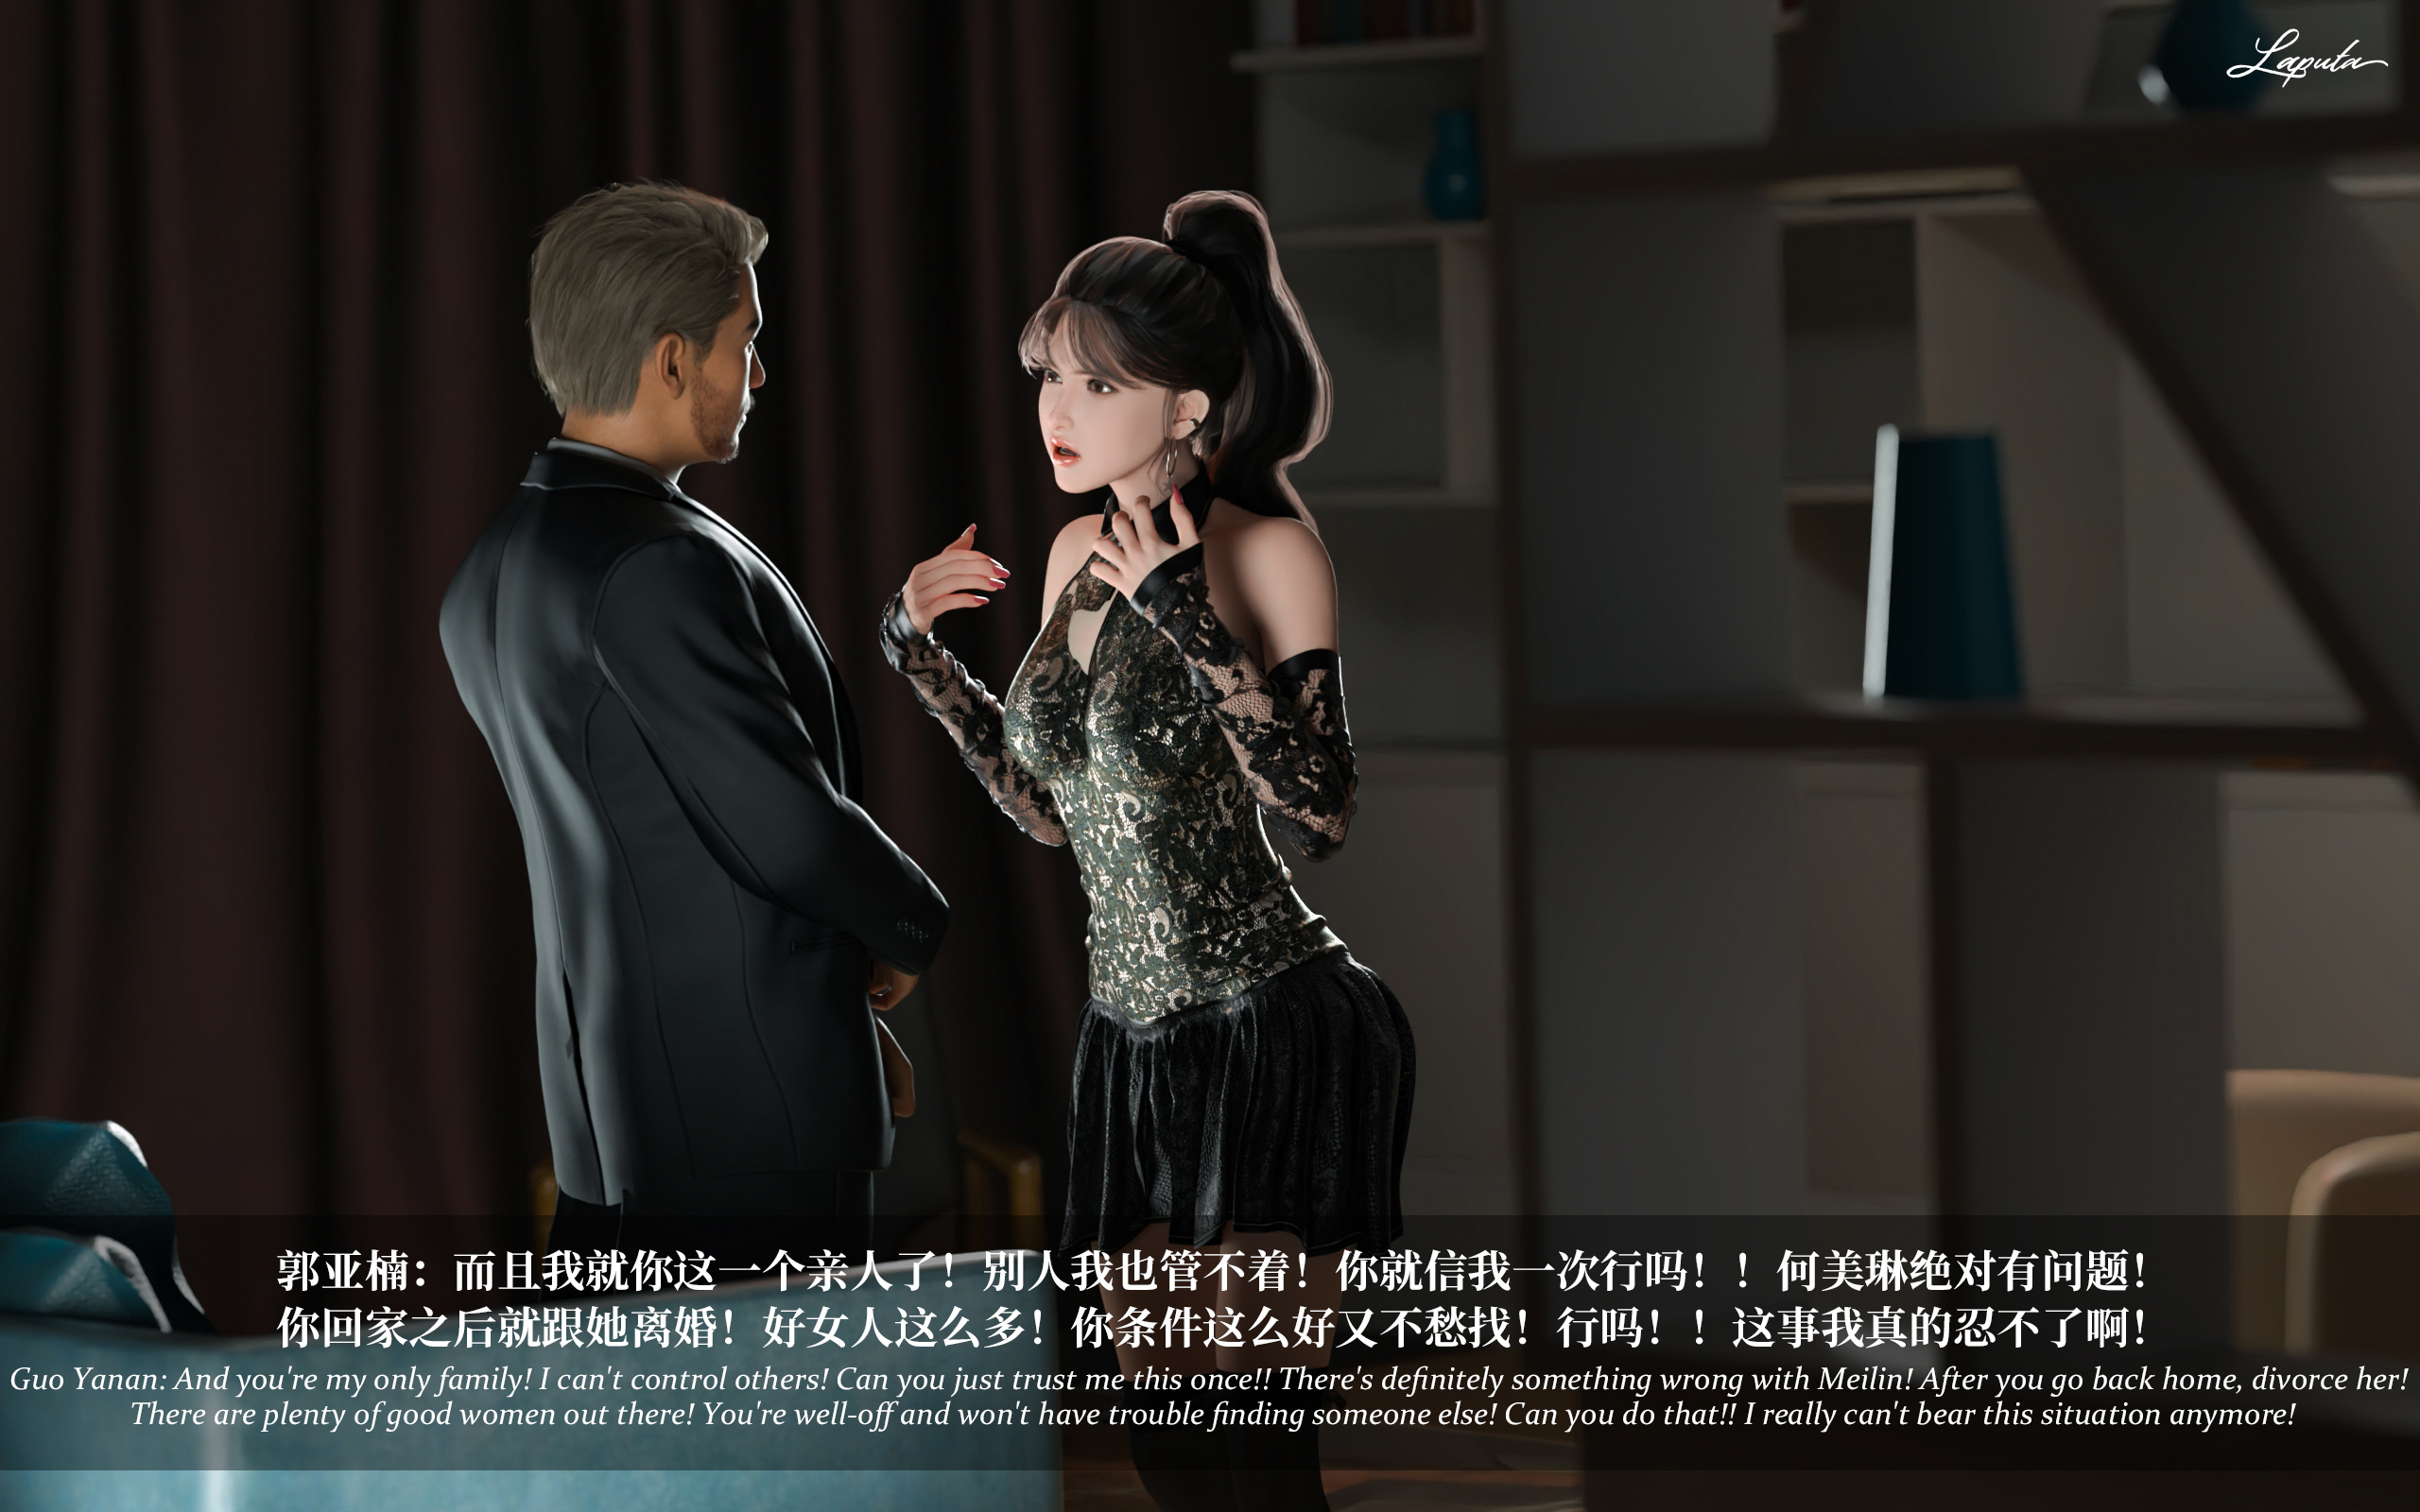 Laputa
郭亚楠：而且我就你这一个亲人了！别人我也管不着！你就信我一次行吗！！何美琳绝对有问题！
你回家之后就跟她离婚！好女人这么多！你条件这么好又不愁找！行吗！！这事我真的忍不了啊！
Guo Yanan: And you're my only family! I can't control others! Can you just trust me this once!! There's definitely something wrong with Meilin! After you go back home, divorce her!
There are plenty of good women out there! You're well-off and won't have trouble finding someone else! Can you do that!! I really can't bear this situation anymore!